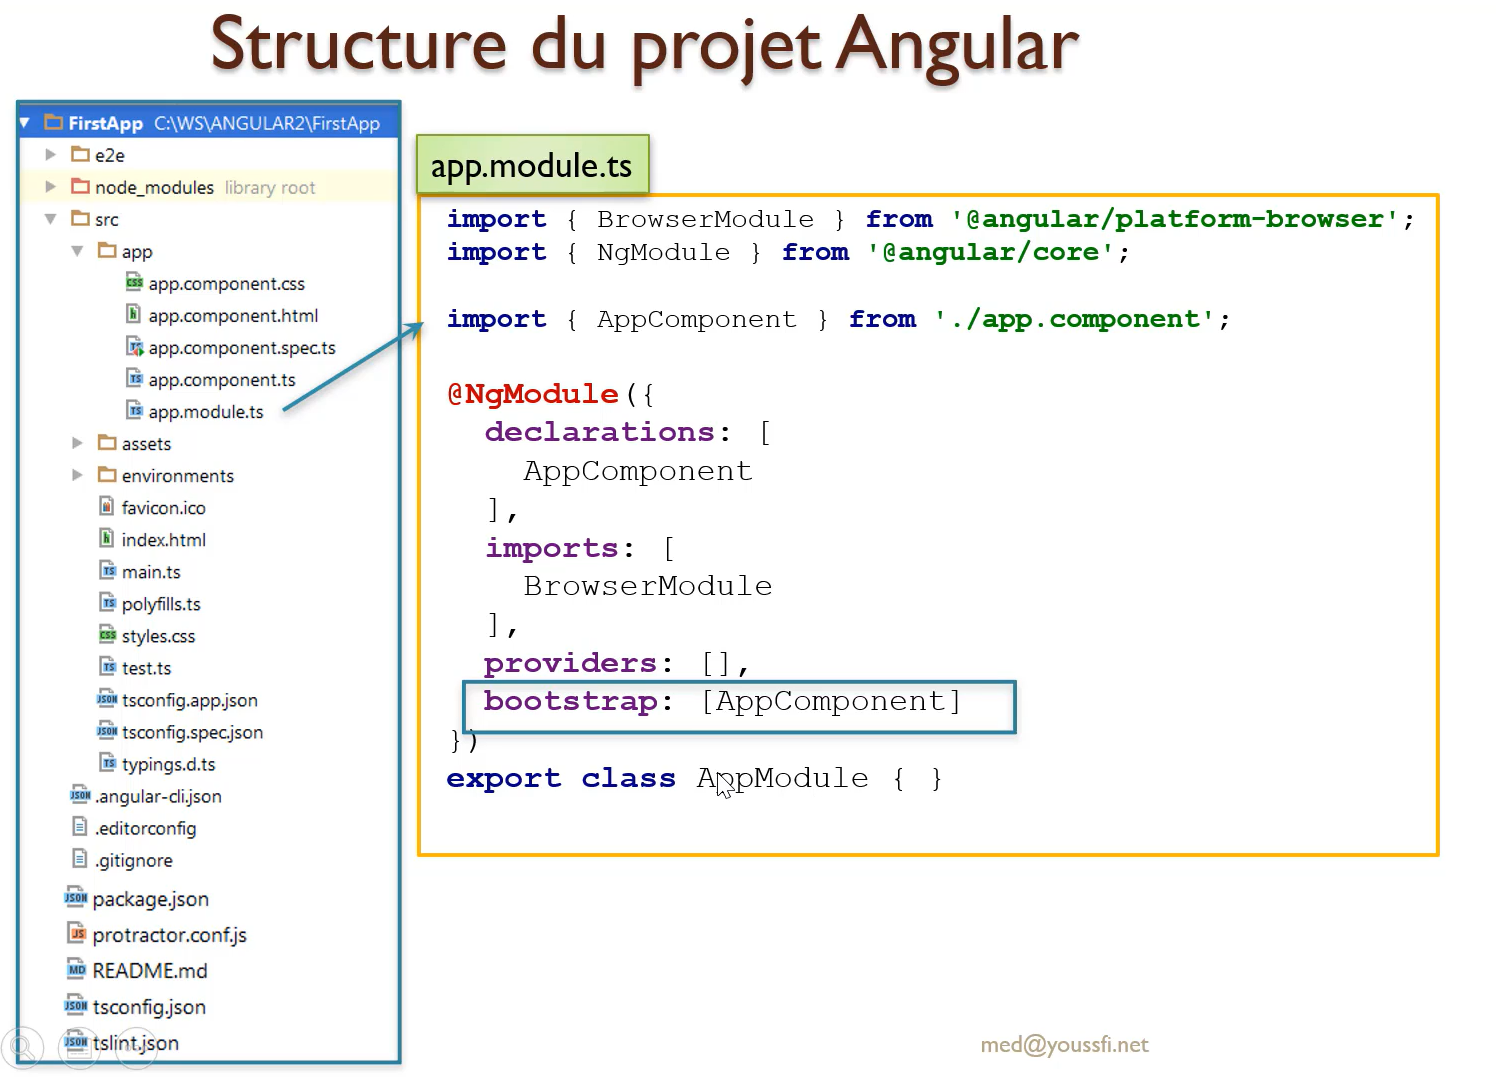 Structure du projet Angular
FirstApp C:\WS\ANGULAR2\FirstApp
e2e
node_modules library root
src
app
app.component.css
app.component.html
app.component.spec.ts
app.component.ts
app.module.ts
assets
environments
favicon.ico
index.html
main.ts
polyfills.ts
styles.css
test.ts
tsconfig.app.json
tsconfig.spec.json
typings.d.ts
.angular-cli.json
.editorconfig
.gitignore
package.json
protractor.conf.js
README.md
tsconfig.json
tslint.json
app.module.ts
import { BrowserModule } from '@angular/platform-browser';
import { NgModule } from '@angular/core';
import { AppComponent } from './app.component';
@NgModule({
declarations: [
AppComponent
],
imports: [
BrowserModule
],
providers: [],
bootstrap: [AppComponent]
})
export class AppModule { }
med@youssfi.net